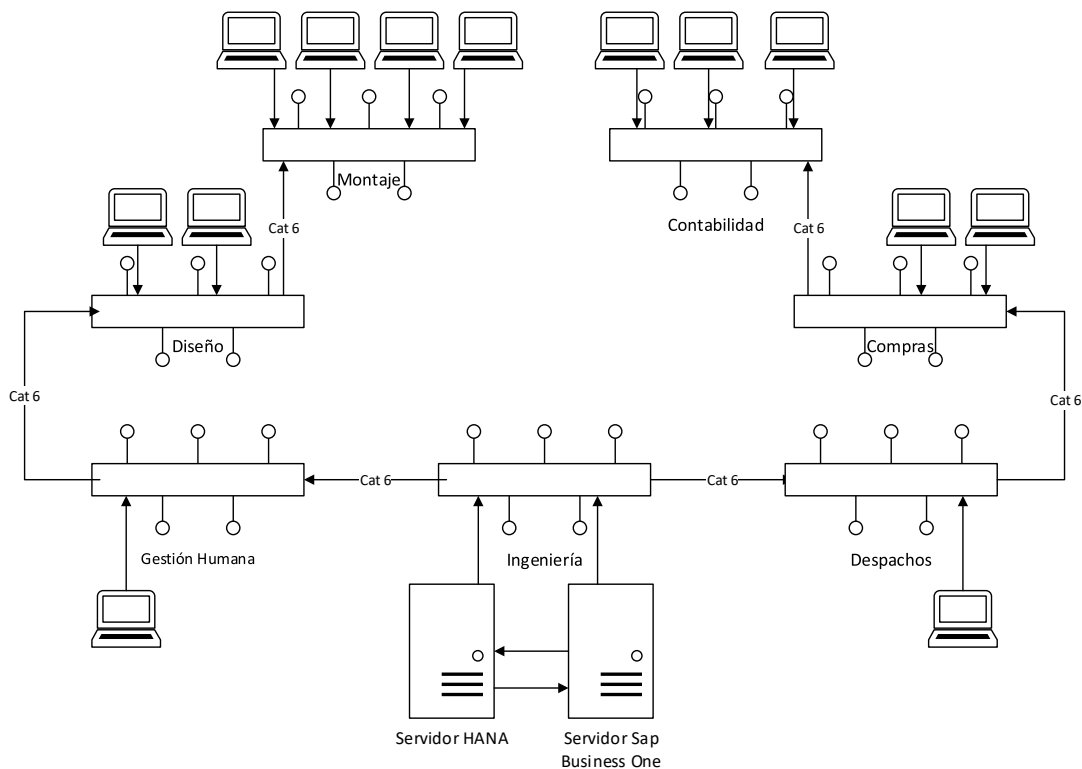 Montaje
Contabilidad
Cat 6
Cat 6
Diseño
Compras
Cat 6
Cat 6
Cat 6
Cat 6
Gestión Humana
Ingeniería
Despachos
Servidor HANA
Servidor Sap
Business One